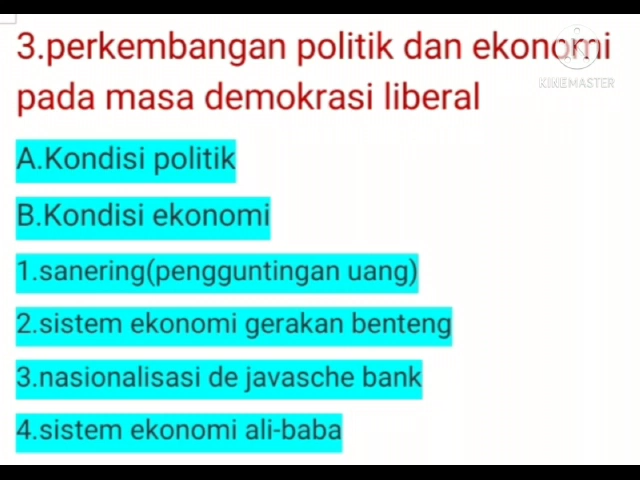 3.perkembangan politik dan ekonomi
pada masa demokrasi liberal
KINEMASTER
A.Kondisi politik
B.Kondisi ekonomi
1.sanering(pengguntingan uang)
2.sistem ekonomi gerakan benteng
3.nasionalisasi de javasche bank
4.sistem ekonomi ali-baba